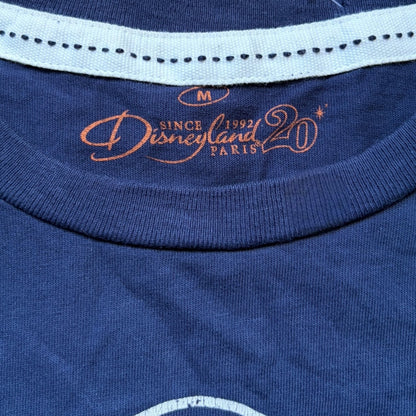 M
SINCE 1992
Disneyland 20
PARIS®